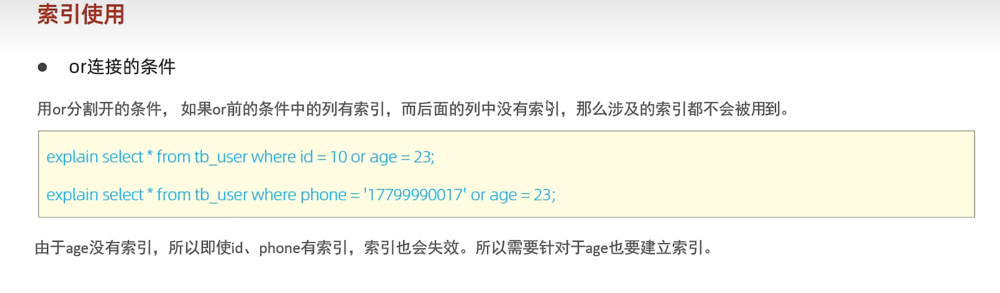 索引使用
● or连接的条件
用or分割开的条件， 如果or前的条件中的列有索引，而后面的列中没有索引，那么涉及的索引都不会被用到。
explain select * from tb_user where id = 10 or age = 23;
explain select * from tb_user where phone = '17799990017' or age = 23;
由于age没有索引，所以即使id、phone有索引，索引也会失效。所以需要针对于age也要建立索引。